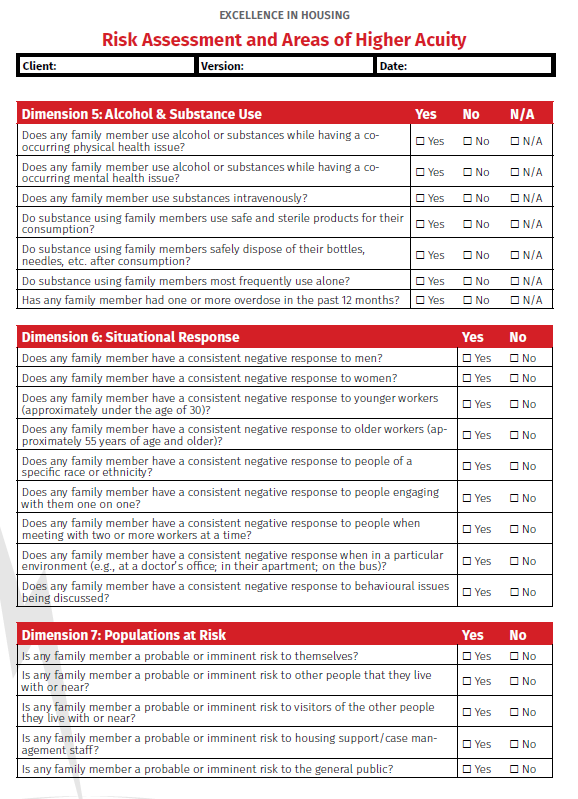 EXCELLENCE IN HOUSING
Risk Assessment and Areas of Higher Acuity
Client: Version: Date:
Dimension 5: Alcohol & Substance Use Yes No N/A
Does any family member use alcohol or substances while having a co-
occurring physical health issue? ☐ Yes ☐ No ☐ N/A
Does any family member use alcohol or substances while having a co-
occurring mental health issue? ☐ Yes ☐ No ☐ N/A
Does any family member use substances intravenously? ☐ Yes ☐ No ☐ N/A
Do substance using family members use safe and sterile products for their
consumption? ☐ Yes ☐ No ☐ N/A
Do substance using family members safely dispose of their bottles,
needles, etc. after consumption? ☐ Yes ☐ No ☐ N/A
Do substance using family members most frequently use alone? ☐ Yes ☐ No ☐ N/A
Has any family member had one or more overdose in the past 12 months? ☐ Yes ☐ No ☐ N/A
Dimension 6: Situational Response Yes No
Does any family member have a consistent negative response to men? ☐ Yes ☐ No
Does any family member have a consistent negative response to women? ☐ Yes ☐ No
Does any family member have a consistent negative response to younger workers
(approximately under the age of 30)? ☐ Yes ☐ No
Does any family member have a consistent negative response to older workers (ap-
proximately 55 years of age and older)? ☐ Yes ☐ No
Does any family member have a consistent negative response to people of a
specific race or ethnicity? ☐ Yes ☐ No
Does any family member have a consistent negative response to people engaging
with them one on one? ☐ Yes ☐ No
Does any family member have a consistent negative response to people when
meeting with two or more workers at a time? ☐ Yes ☐ No
Does any family member have a consistent negative response when in a particular
environment (e.g., at a doctor's office; in their apartment; on the bus)? ☐ Yes ☐ No
Does any family member have a consistent negative response to behavioural issues
being discussed? ☐ Yes ☐ No
Dimension 7: Populations at Risk Yes No
Is any family member a probable or imminent risk to themselves? ☐ Yes ☐ No
Is any family member a probable or imminent risk to other people that they live
with or near? ☐ Yes ☐ No
Is any family member a probable or imminent risk to visitors of the other people
they live with or near? ☐ Yes ☐ No
Is any family member a probable or imminent risk to housing support/case man-
agement staff? ☐ Yes ☐ No
Is any family member a probable or imminent risk to the general public? ☐ Yes ☐ No